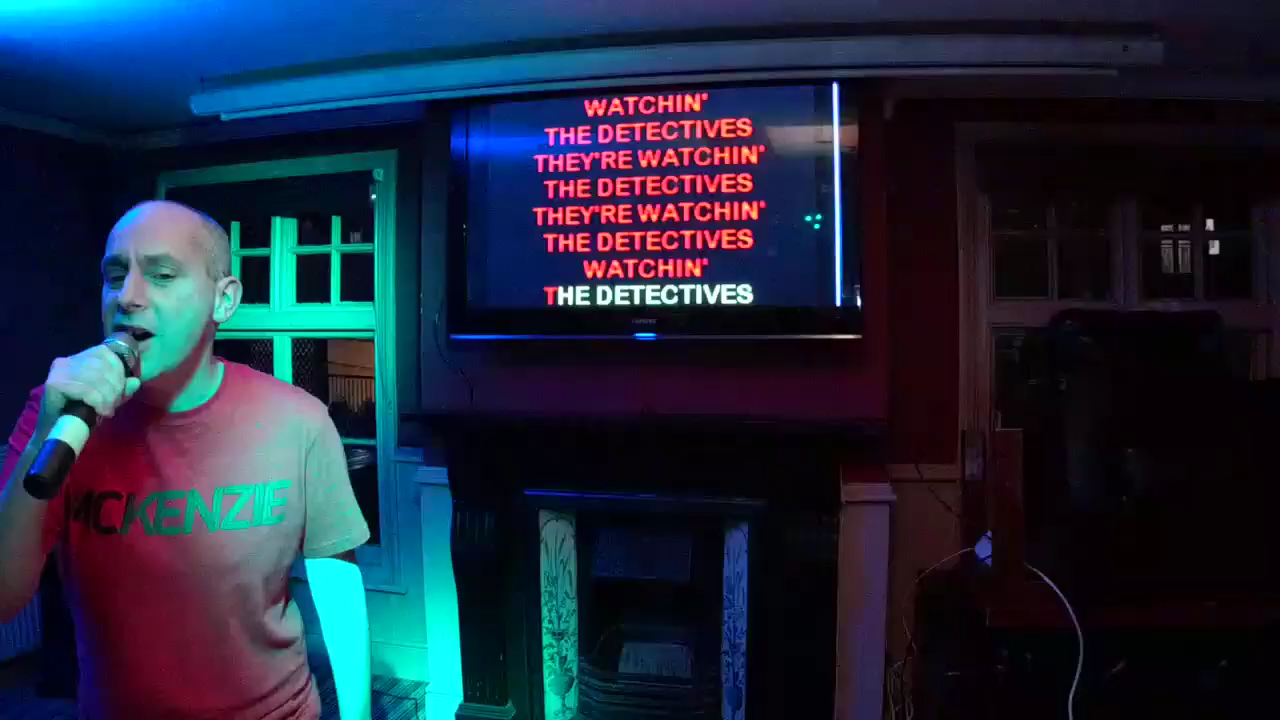 WATCHIN'
THE DETECTIVES
THEY'RE WATCHIN'
THE DETECTIVES
THEY'RE WATCHIN'
THE DETECTIVES
WATCHIN'
THE DETECTIVES
MCKENZIE